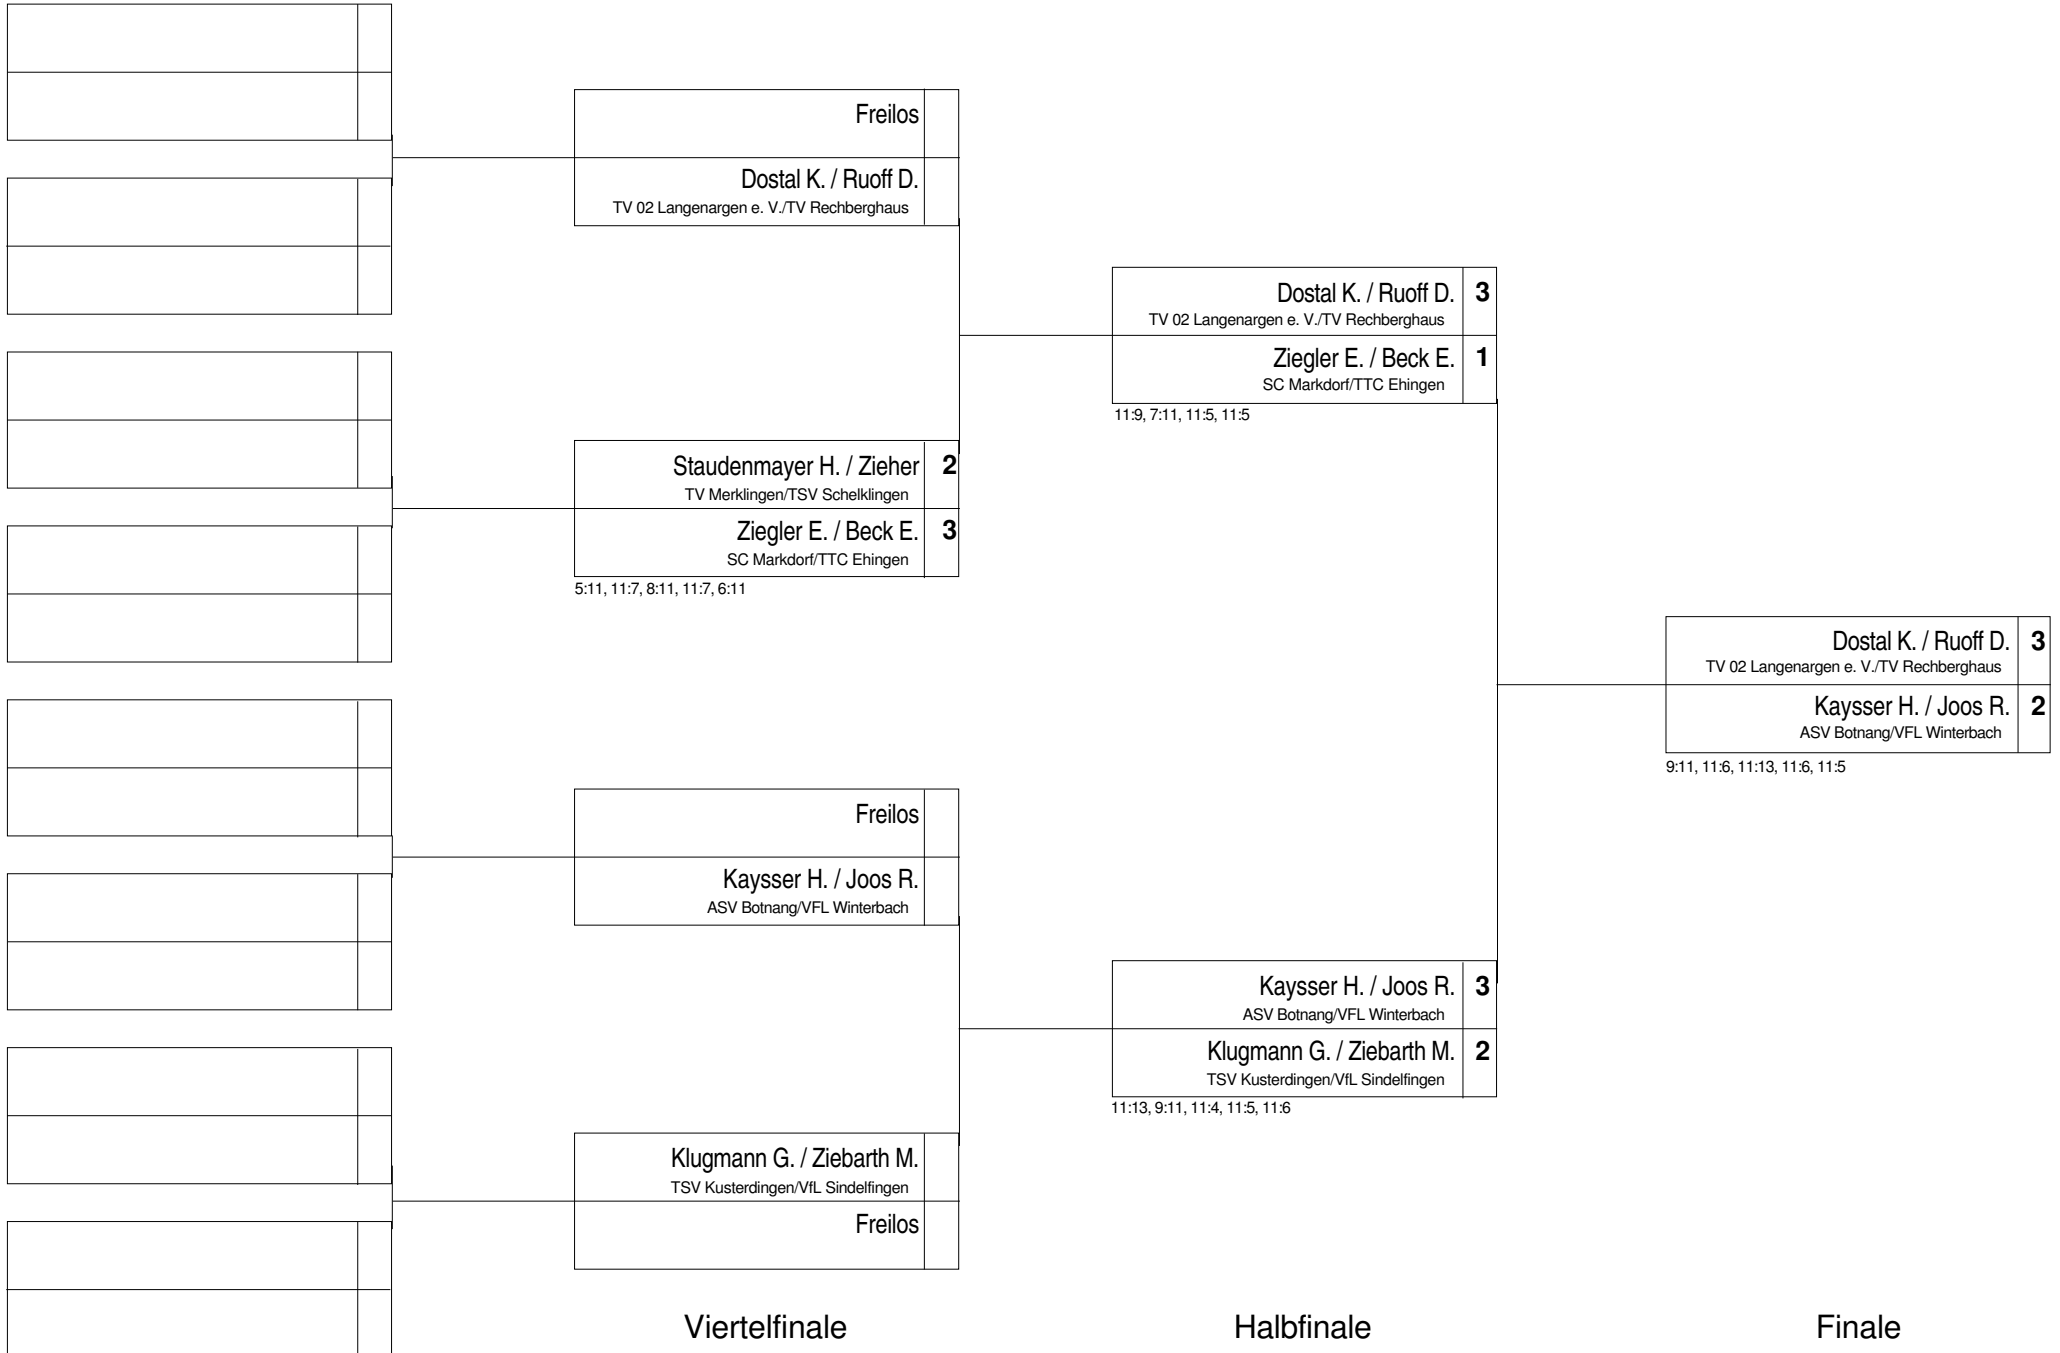 Freilos
Dostal K. / Ruoff D.
TV 02 Langenargen e. V./TV Rechberghaus
Staudenmayer H. / Zieher 2
TV Merklingen/TSV Schelklingen
Ziegler E. / Beck E. 3
SC Markdorf/TTC Ehingen
5:11, 11:7, 8:11, 11:7, 6:11
Freilos
Kaysser H. / Joos R.
ASV Botnang/VFL Winterbach
Klugmann G. / Ziebarth M.
TSV Kusterdingen/VfL Sindelfingen
Freilos
Viertelfinale
Dostal K. / Ruoff D. 3
TV 02 Langenargen e. V./TV Rechberghaus
Ziegler E. / Beck E. 1
SC Markdorf/TTC Ehingen
11:9, 7:11, 11:5, 11:5
Kaysser H. / Joos R. 3
ASV Botnang/VFL Winterbach
Klugmann G. / Ziebarth M. 2
TSV Kusterdingen/VfL Sindelfingen
11:13, 9:11, 11:4, 11:5, 11:6
Halbfinale
Dostal K. / Ruoff D. 3
TV 02 Langenargen e. V./TV Rechberghaus
Kaysser H. / Joos R. 2
ASV Botnang/VFL Winterbach
9:11, 11:6, 11:13, 11:6, 11:5
Finale